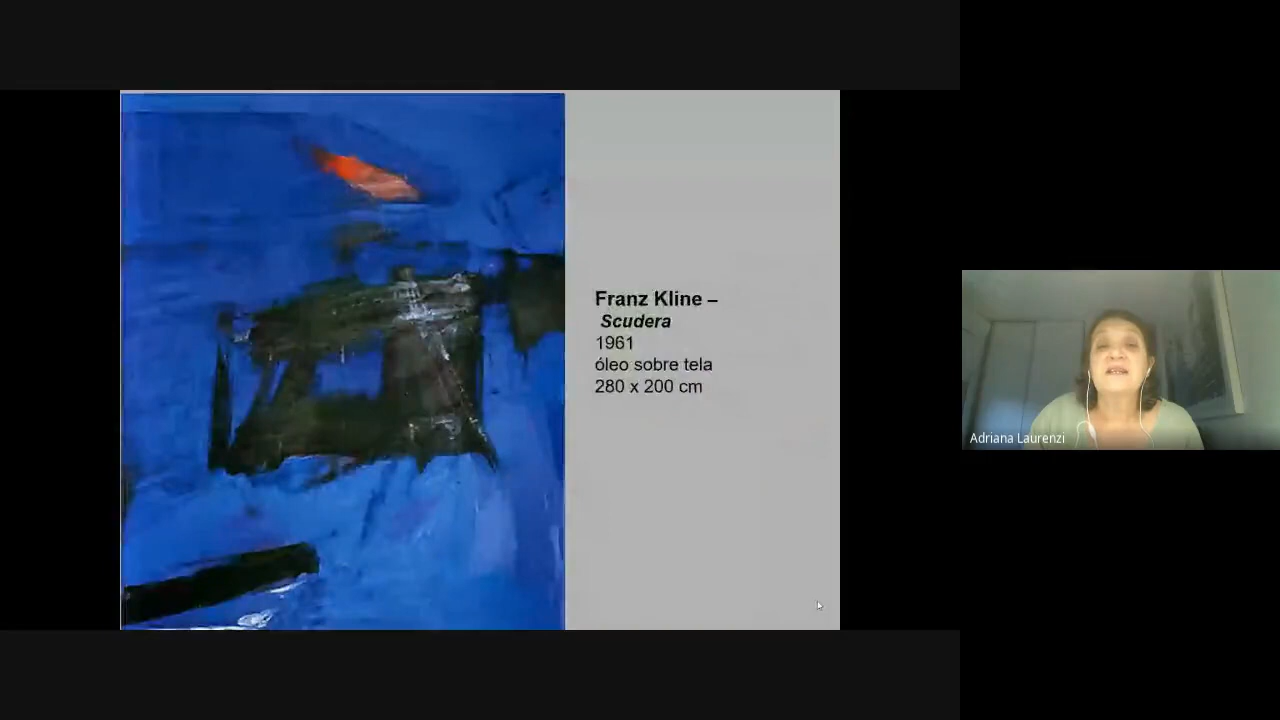 Franz Kline –
Scudera
1961
óleo sobre tela
280 x 200 cm
Adriana Laurenzi